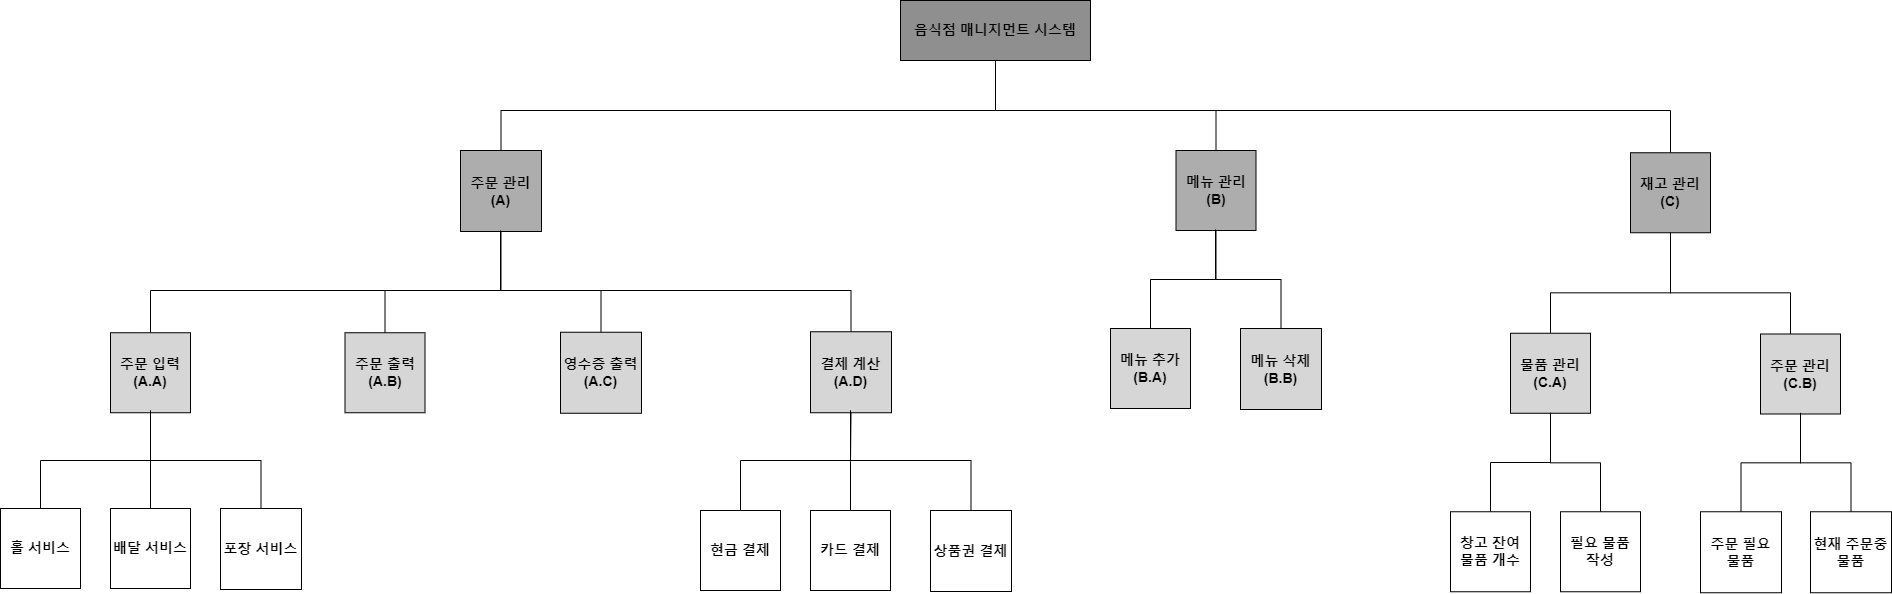 음식점 매니지먼트 시스템
주문 관리
(A)
메뉴 관리
(B)
재고 관리
(C)
주문 입력
(A.A)
주문 출력
(A.B)
영수증 출력
(A.C)
결제 계산
(A.D)
메뉴 추가
(B.A)
메뉴 삭제
(B.B)
물품 관리
(C.A)
주문 관리
(C.B)
홀 서비스
배달 서비스
포장 서비스
현금 결제
카드 결제
상품권 결제
창고 잔여
물품 개수
필요 물품
작성
주문 필요
물품
현재 주문중
물품